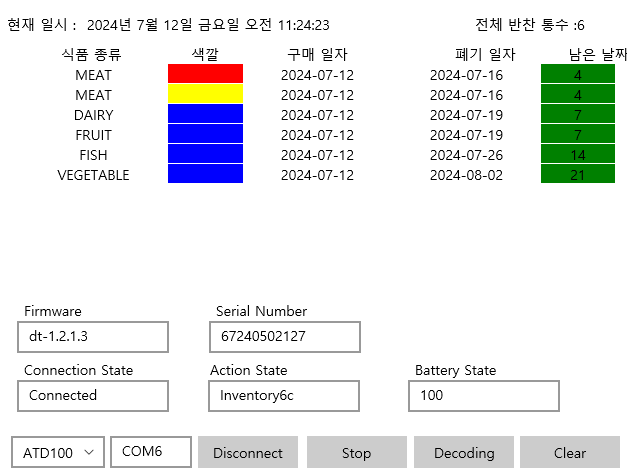 현재 일시 : 2024년 7월 12일 금요일 오전 11:24:23 전체 반찬 통수 :6
식품 종류 색깔 구매 일자 폐기 일자 남은 날짜
MEAT 2024-07-12 2024-07-16 4
MEAT 2024-07-12 2024-07-16 4
DAIRY 2024-07-12 2024-07-19 7
FRUIT 2024-07-12 2024-07-19 7
FISH 2024-07-12 2024-07-26 14
VEGETABLE 2024-07-12 2024-08-02 21
Firmware Serial Number
dt-1.2.1.3 67240502127
Connection State Action State Battery State
Connected Inventory6c 100
ATD100 COM6 Disconnect Stop Decoding Clear